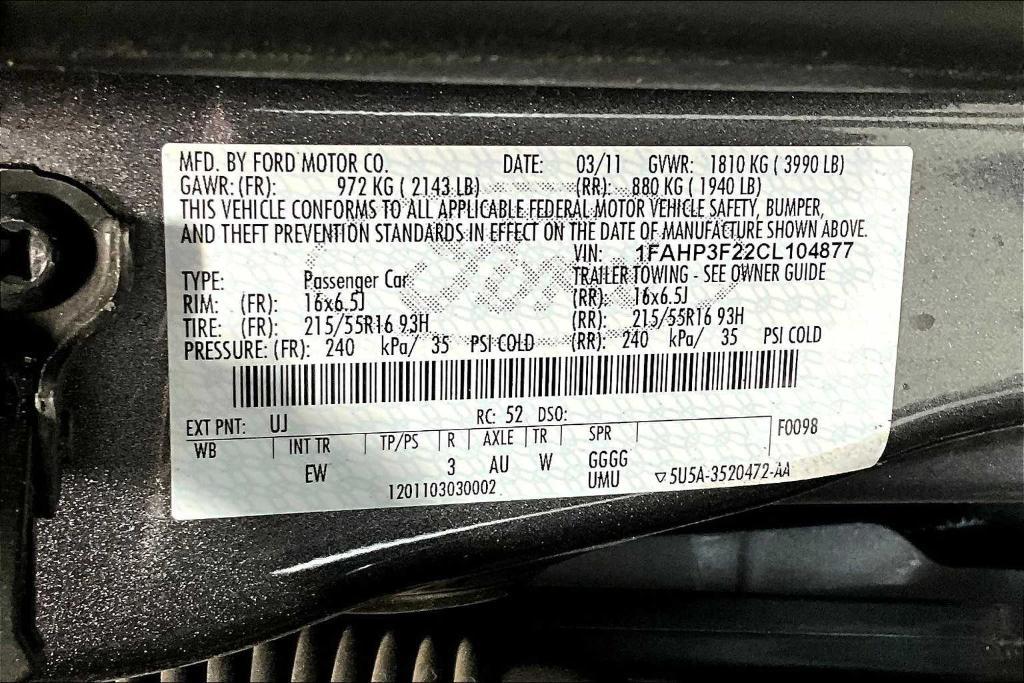 MFD. BY FORD MOTOR CO. DATE: 03/11 GVWR: 1810 KG ( 3990 LB)
GAWR: (FR): 972 KG ( 2143 LB) (RR): 880 KG ( 1940 LB)
THIS VEHICLE CONFORMS TO ALL APPLICABLE FEDERAL MOTOR VEHICLE SAFETY, BUMPER,
AND THEFT PREVENTION STANDARDS IN EFFECT ON THE DATE OF MANUFACTURE SHOWN ABOVE.
VIN: 1FAHP3F22CL104877
TYPE: Passenger Car TRAILER TOWING - SEE OWNER GUIDE
RIM: (FR): 16x6.5J (RR): 16x6.5J
TIRE: (FR): 215/55R16 93H (RR): 215/55R16 93H
PRESSURE: (FR): 240 kPa/ 35 PSI COLD (RR): 240 kPa/ 35 PSI COLD
EXT PNT: UJ RC: 52 DSO:
WB INT TR TP/PS R AXLE TR SPR F0098
EW 3 AU W GGGG
UMU
1201103030002 ▽5U5A-3520472-AA